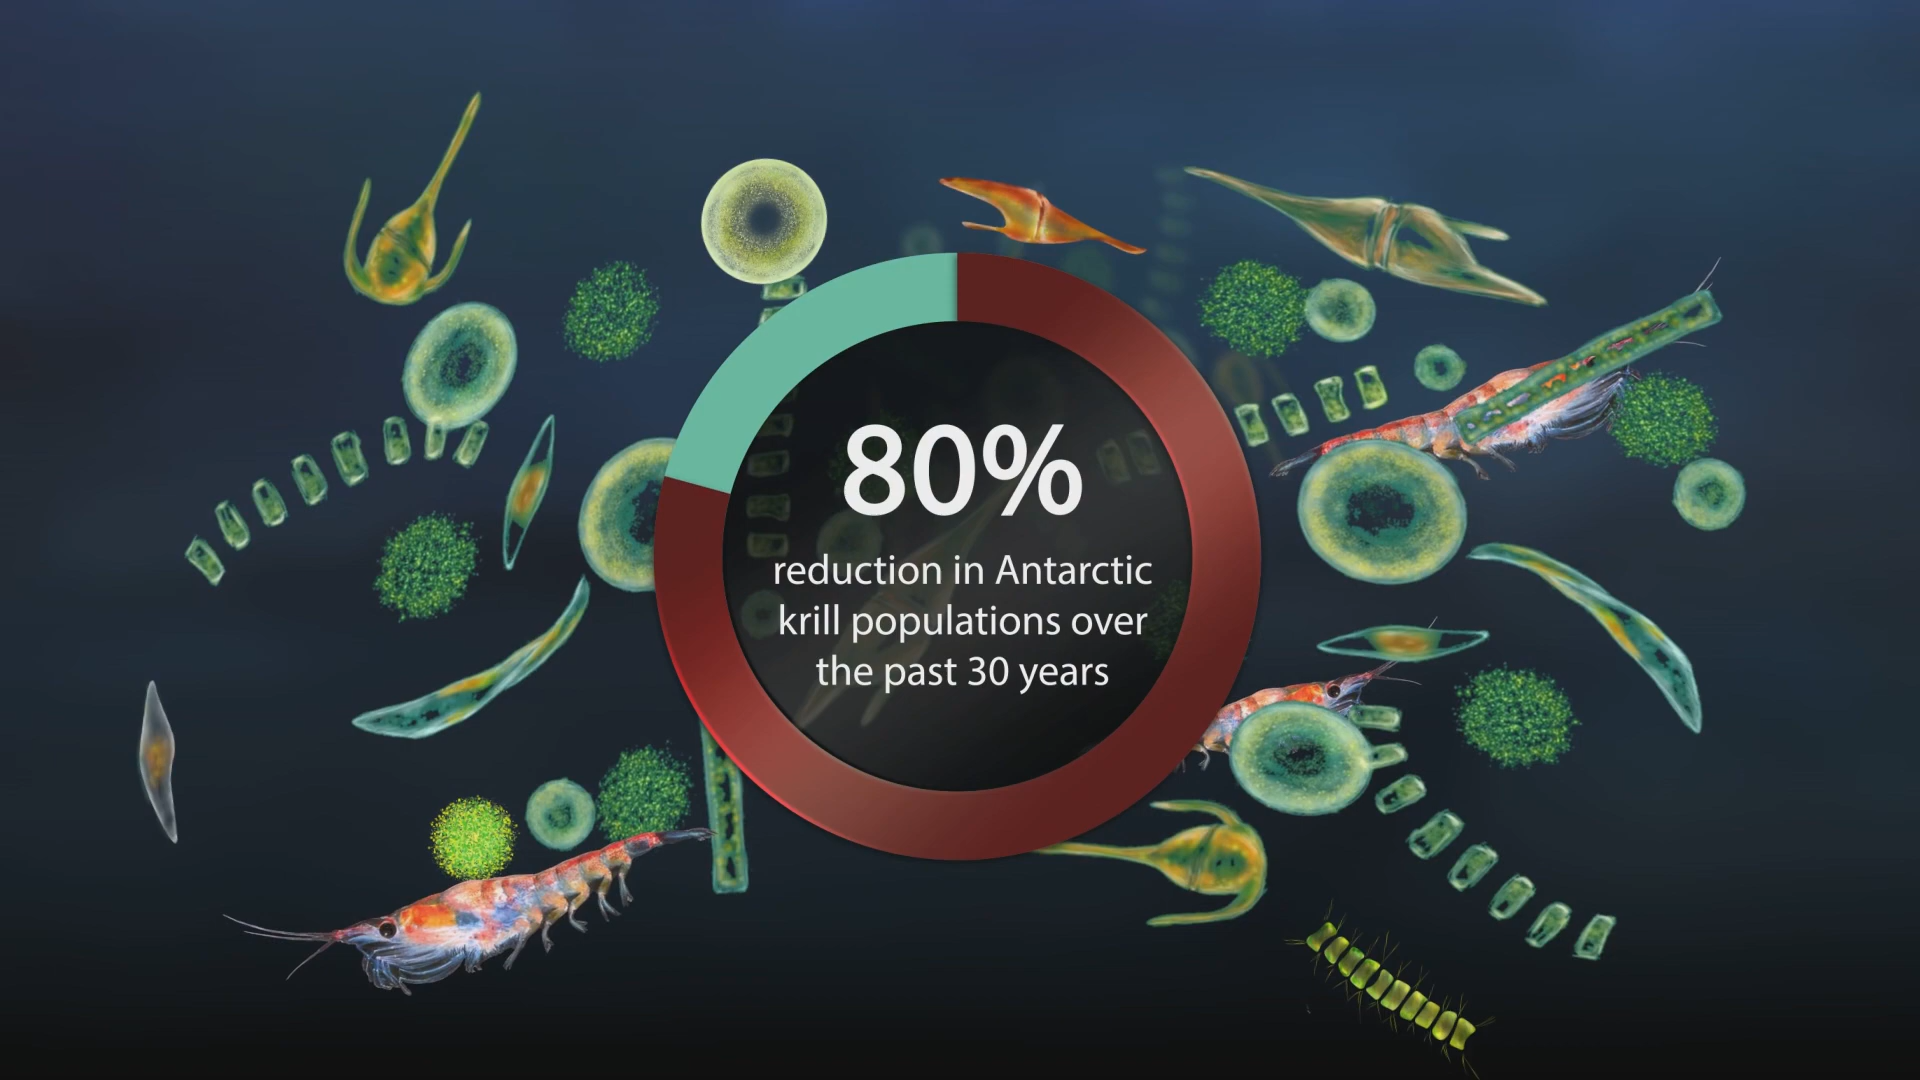 80%
reduction in Antarctic
krill populations over
the past 30 years